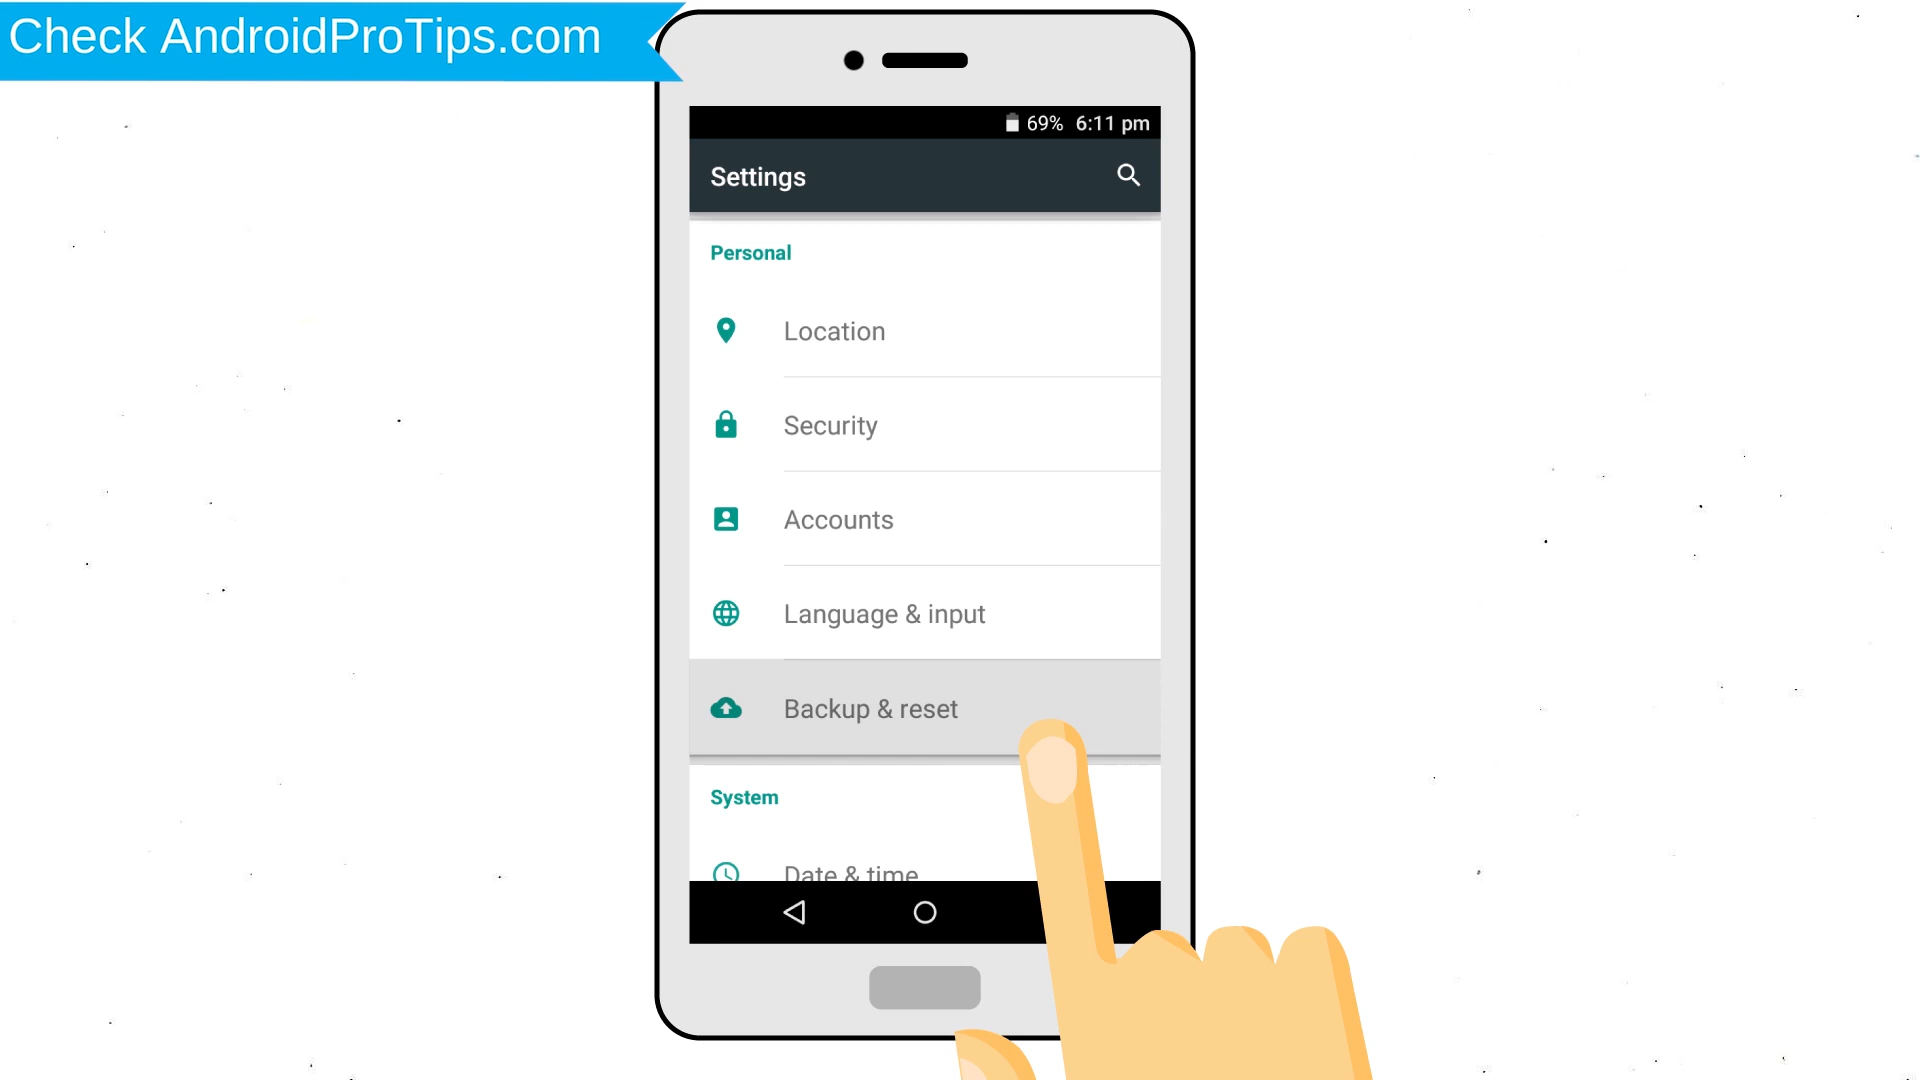 Check AndroidProTips.com
69% 6:11 pm
Settings
Personal
Location
Security
Accounts
Language & input
Backup & reset
System
Date & time